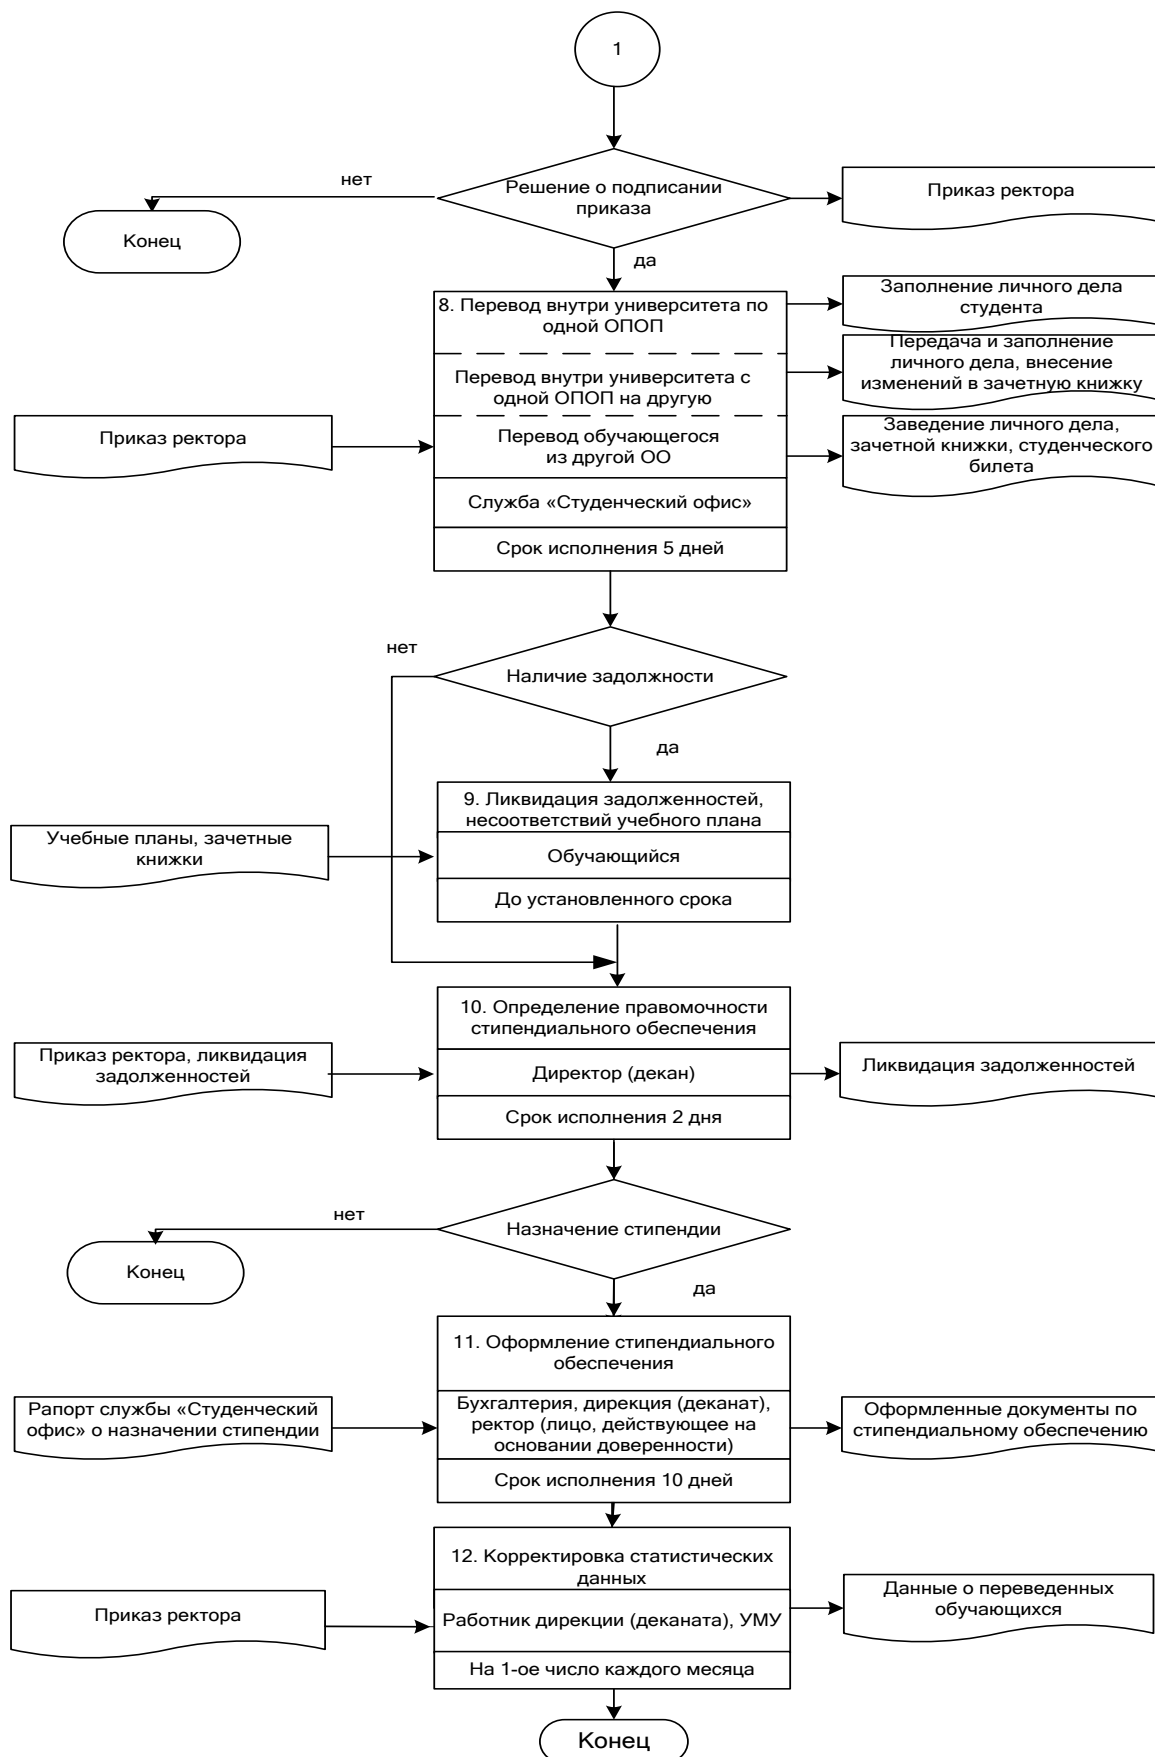 1
нет
Решение о подписании
приказа
Приказ ректора
Конец
да
8. Перевод внутри университета по
одной ОПОП
Заполнение личного дела
студента
Перевод внутри университета с
одной ОПОП на другую
Передача и заполнение
личного дела, внесение
изменений в зачетную книжку
Приказ ректора
Перевод обучающегося
из другой ОО
Заведение личного дела,
зачетной книжки, студенческого
билета
Служба «Студенческий офис»
Срок исполнения 5 дней
нет
Наличие задолжности
да
9. Ликвидация задолженностей,
несоответствий учебного плана
Учебные планы, зачетные
книжки
Обучающийся
До установленного срока
10. Определение правомочности
стипендиального обеспечения
Приказ ректора, ликвидация
задолженностей
Директор (декан)
Ликвидация задолженностей
Срок исполнения 2 дня
нет
Назначение стипендии
Конец
да
11. Оформление стипендиального
обеспечения
Рапорт службы «Студенческий
офис» о назначении стипендии
Бухгалтерия, дирекция (деканат),
ректор (лицо, действующее на
основании доверенности)
Оформленные документы по
стипендиальному обеспечению
Срок исполнения 10 дней
12. Корректировка статистических
данных
Приказ ректора
Работник дирекции (деканата), УМУ
Данные о переведенных
обучающихся
На 1-ое число каждого месяца
Конец